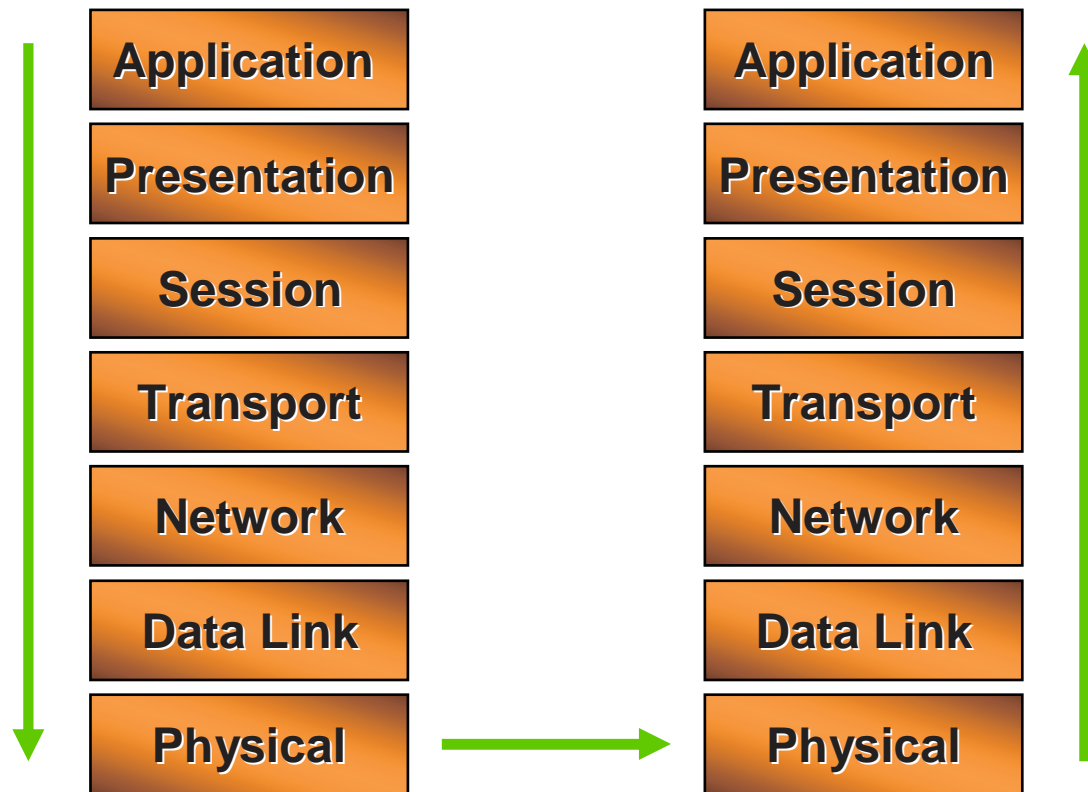 Application
Presentation
Session
Transport
Network
Data Link
Physical
Application
Presentation
Session
Transport
Network
Data Link
Physical